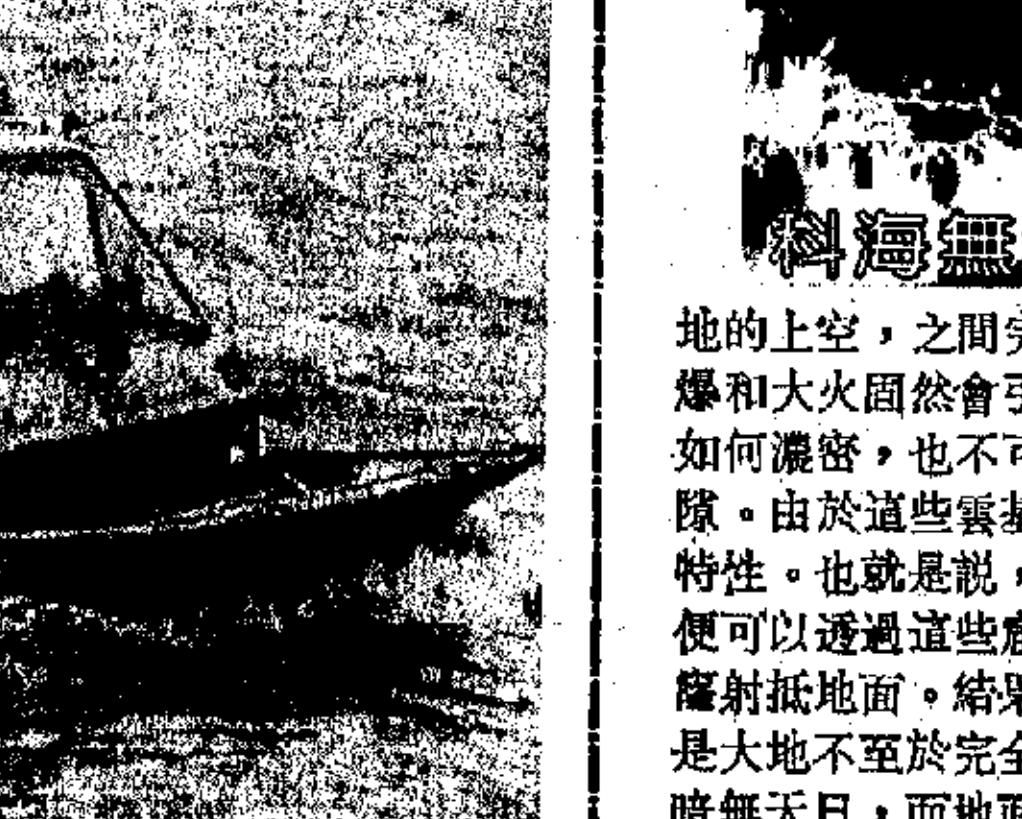 科海無
地的上空，之間完
爆和大火固然會引
如何濃密，也不可
隙。由於這些雲
特性。也就是說，
便可以透過這些
窿射抵地面。結果
是大地不至於完全
暗無天日，而地面